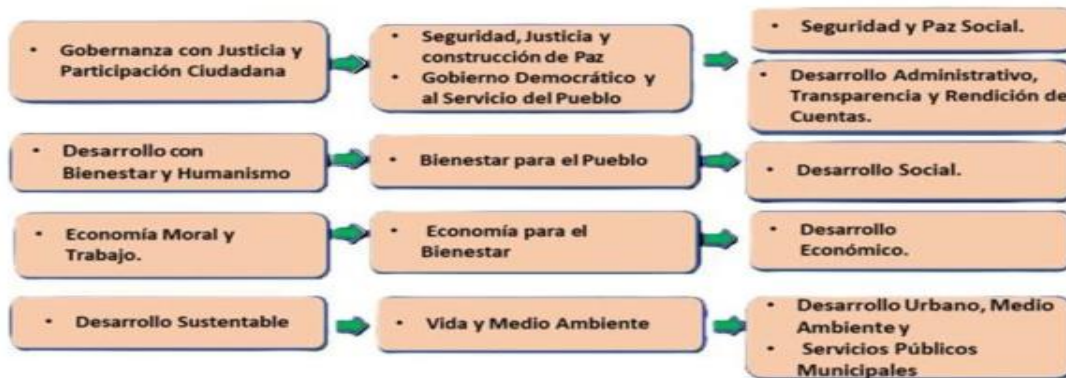 • Gobernanza con Justicia y
Participación Ciudadana
• Seguridad, Justicia y
construcción de Paz
• Gobierno Democrático y
al Servicio del Pueblo
• Seguridad y Paz Social.
• Desarrollo Administrativo,
Transparencia y Rendición de
Cuentas.
• Desarrollo con
Bienestar y Humanismo
• Bienestar para el Pueblo
• Desarrollo Social.
• Economía Moral y
Trabajo.
• Economía para el
Bienestar
• Desarrollo
Económico.
• Desarrollo Sustentable
• Vida y Medio Ambiente
• Desarrollo Urbano, Medio
Ambiente y
• Servicios Públicos
Municipales